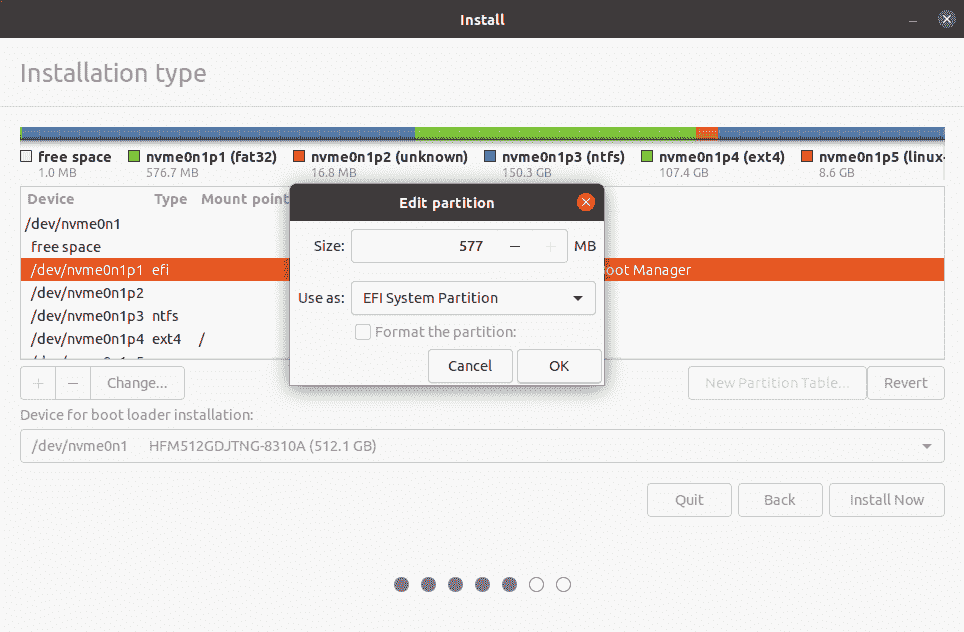 Install
Installation type
free space nvme0n1p1 (fat32) nvme0n1p2 (unknown) nvme0n1p3 (ntfs) nvme0n1p4 (ext4) nvme0n1p5 (linux-
1.0 MB 576.7 MB 16.8 MB 150.3 GB 107.4 GB 8.6 GB
Device Type Mount point
/dev/nvme0n1
free space
/dev/nvme0n1p1 efi oot Manager
/dev/nvme0n1p2
/dev/nvme0n1p3 ntfs
/dev/nvme0n1p4 ext4 /
Edit partition
Size: 577 MB
Use as: EFI System Partition
Format the partition:
Cancel OK
+ − Change... New Partition Table... Revert
Device for boot loader installation:
/dev/nvme0n1 HFM512GDJTNG-8310A (512.1 GB)
Quit Back Install Now